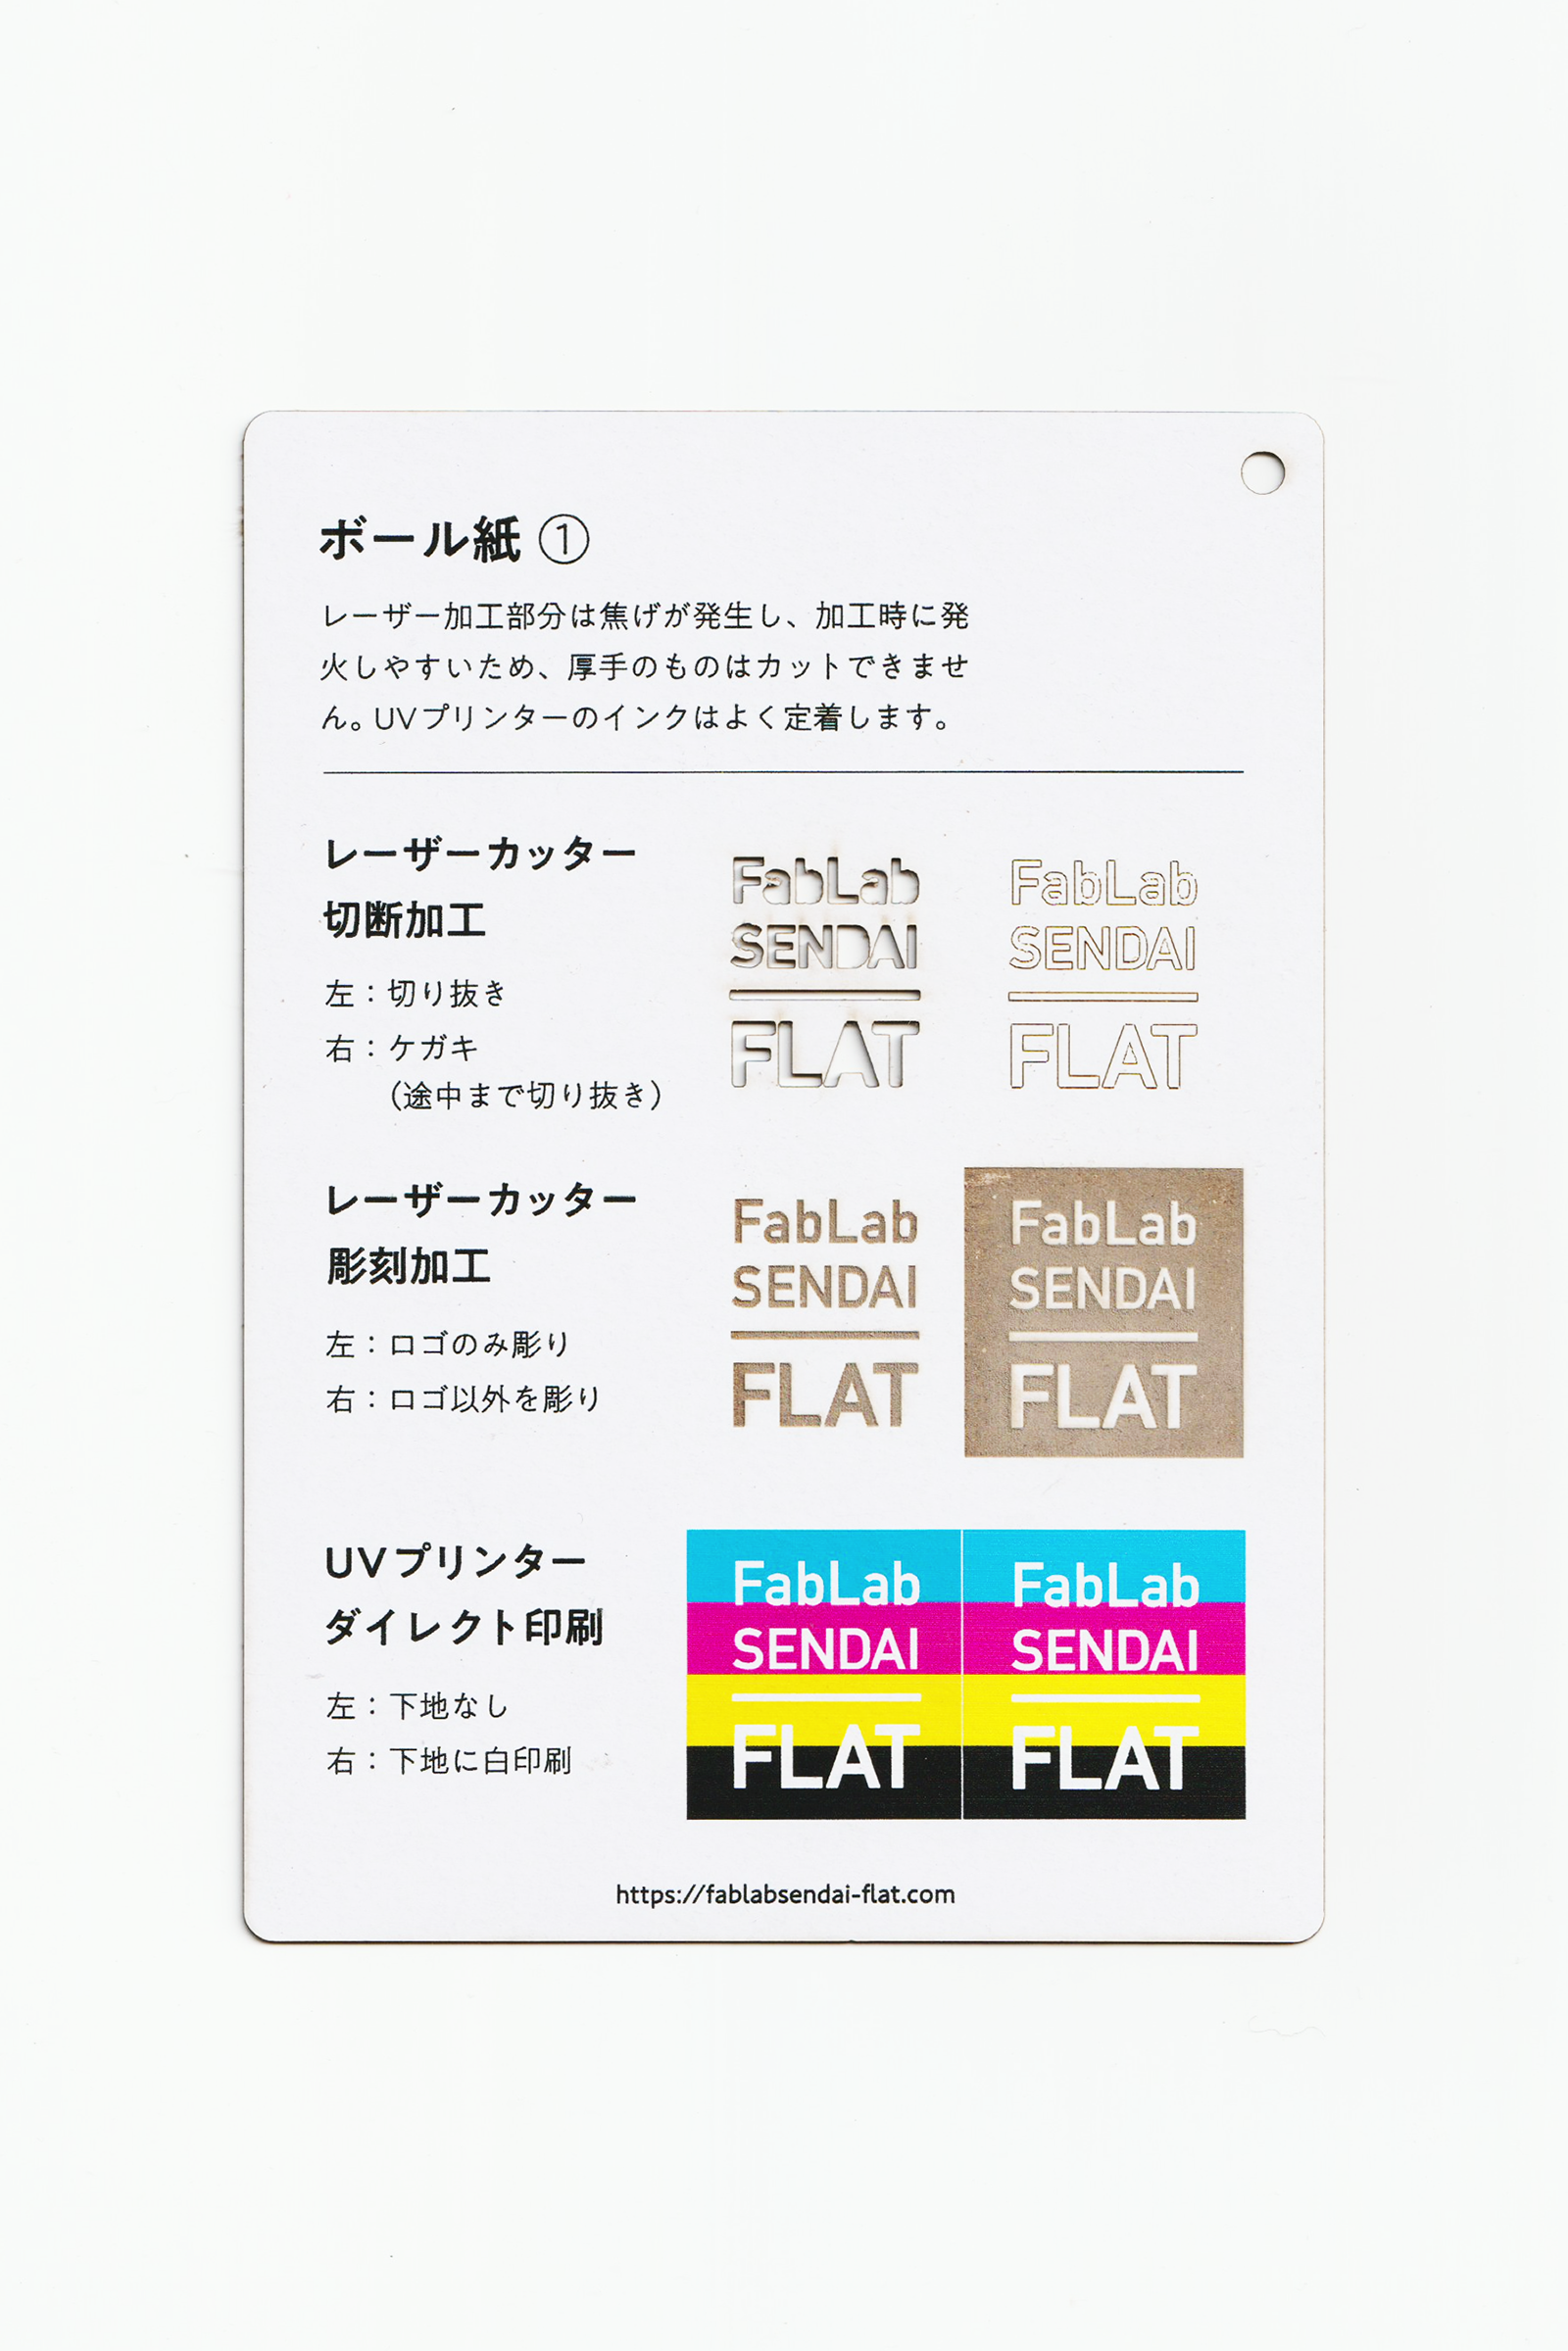 ボール紙 ①
レーザー加工部分は焦げが発生し、加工時に発
火しやすいため、厚手のものはカットできませ
ん。UVプリンターのインクはよく定着します。
レーザーカッター
切断加工
左：切り抜き
右：ケガキ
（途中まで切り抜き）
FabLab
SENDAI
FLAT
FabLab
SENDAI
FLAT
レーザーカッター
彫刻加工
左：ロゴのみ彫り
右：ロゴ以外を彫り
FabLab
SENDAI
FLAT
FabLab
SENDAI
FLAT
UVプリンター
ダイレクト印刷
左：下地なし
右：下地に白印刷
FabLab
SENDAI
FLAT
FabLab
SENDAI
FLAT
https://fablabsendai-flat.com